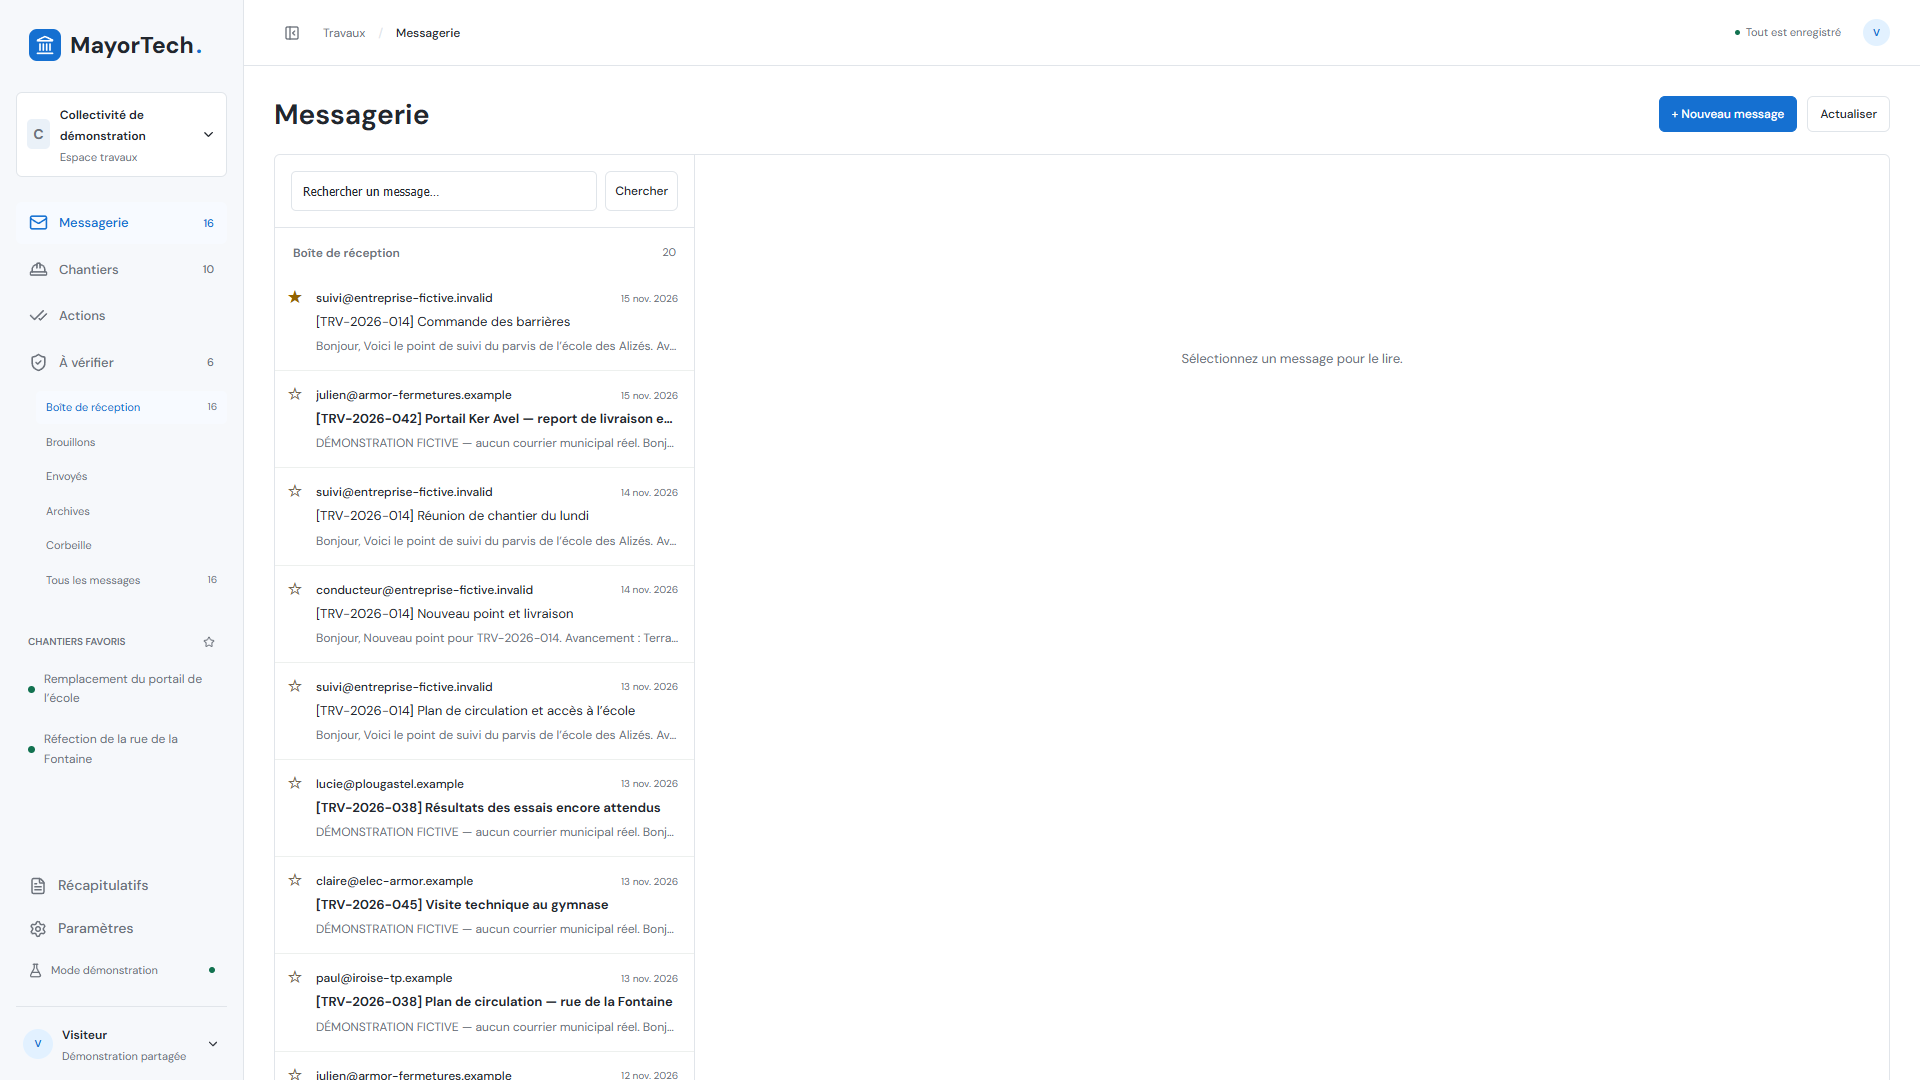 MayorTech.
C
Collectivité de
démonstration
Espace travaux
Messagerie 16
Chantiers 10
Actions
À vérifier 6
Boîte de réception 16
Brouillons
Envoyés
Archives
Corbeille
Tous les messages 16
CHANTIERS FAVORIS
Remplacement du portail de
l’école
Réfection de la rue de la
Fontaine
Récapitulatifs
Paramètres
Mode démonstration
V
Visiteur
Démonstration partagée
Travaux / Messagerie
Tout est enregistré
V
Messagerie
+ Nouveau message
Actualiser
Rechercher un message…
Chercher
Boîte de réception 20
suivi@entreprise-fictive.invalid 15 nov. 2026
[TRV-2026-014] Commande des barrières
Bonjour, Voici le point de suivi du parvis de l’école des Alizés. Av…
julien@armor-fermetures.example 15 nov. 2026
[TRV-2026-042] Portail Ker Avel — report de livraison e…
DÉMONSTRATION FICTIVE — aucun courrier municipal réel. Bonj…
suivi@entreprise-fictive.invalid 14 nov. 2026
[TRV-2026-014] Réunion de chantier du lundi
Bonjour, Voici le point de suivi du parvis de l’école des Alizés. Av…
conducteur@entreprise-fictive.invalid 14 nov. 2026
[TRV-2026-014] Nouveau point et livraison
Bonjour, Nouveau point pour TRV-2026-014. Avancement : Terra…
suivi@entreprise-fictive.invalid 13 nov. 2026
[TRV-2026-014] Plan de circulation et accès à l’école
Bonjour, Voici le point de suivi du parvis de l’école des Alizés. Av…
lucie@plougastel.example 13 nov. 2026
[TRV-2026-038] Résultats des essais encore attendus
DÉMONSTRATION FICTIVE — aucun courrier municipal réel. Bonj…
claire@elec-armor.example 13 nov. 2026
[TRV-2026-045] Visite technique au gymnase
DÉMONSTRATION FICTIVE — aucun courrier municipal réel. Bonj…
paul@iroise-tp.example 13 nov. 2026
[TRV-2026-038] Plan de circulation — rue de la Fontaine
DÉMONSTRATION FICTIVE — aucun courrier municipal réel. Bonj…
julien@armor-fermetures.example 12 nov. 2026
Sélectionnez un message pour le lire.